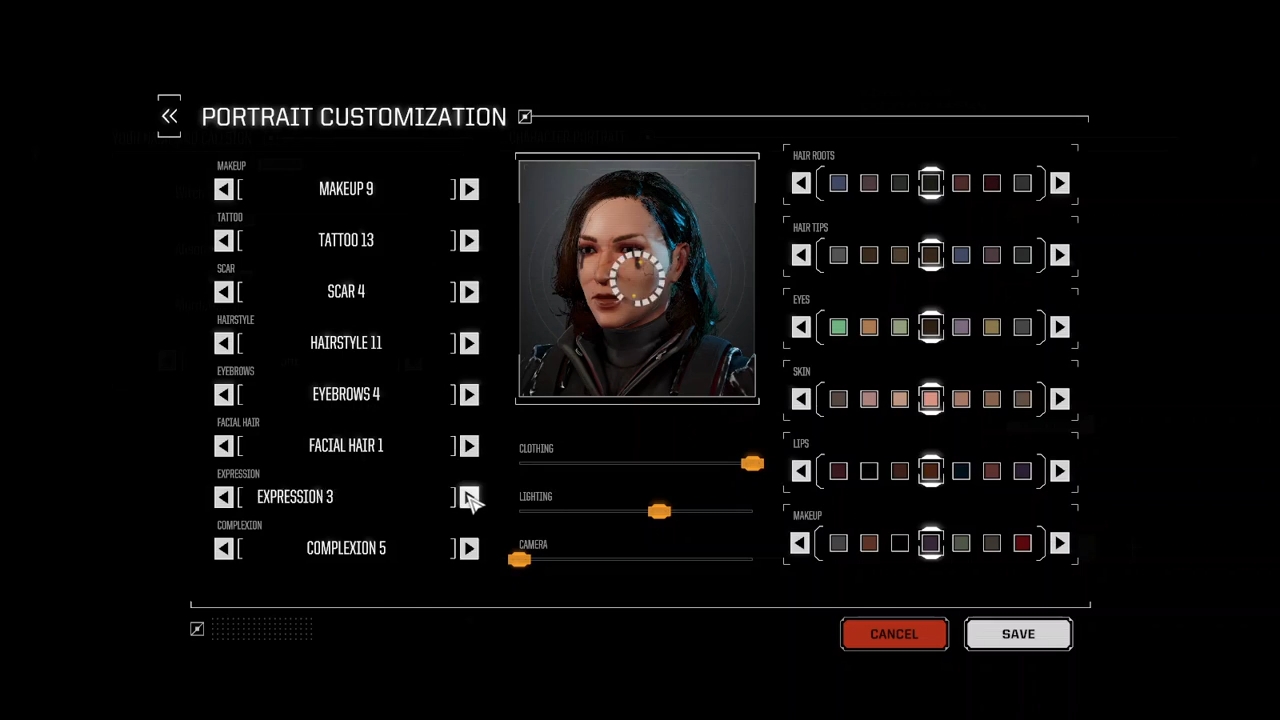 PORTRAIT CUSTOMIZATION
MAKEUP
MAKEUP 9
TATTOO
TATTOO 13
SCAR
SCAR 4
HAIRSTYLE
HAIRSTYLE 11
EYEBROWS
EYEBROWS 4
FACIAL HAIR
FACIAL HAIR 1
EXPRESSION
EXPRESSION 3
COMPLEXION
COMPLEXION 5
CLOTHING
LIGHTING
CAMERA
HAIR ROOTS
HAIR TIPS
EYES
SKIN
LIPS
MAKEUP
CANCEL
SAVE